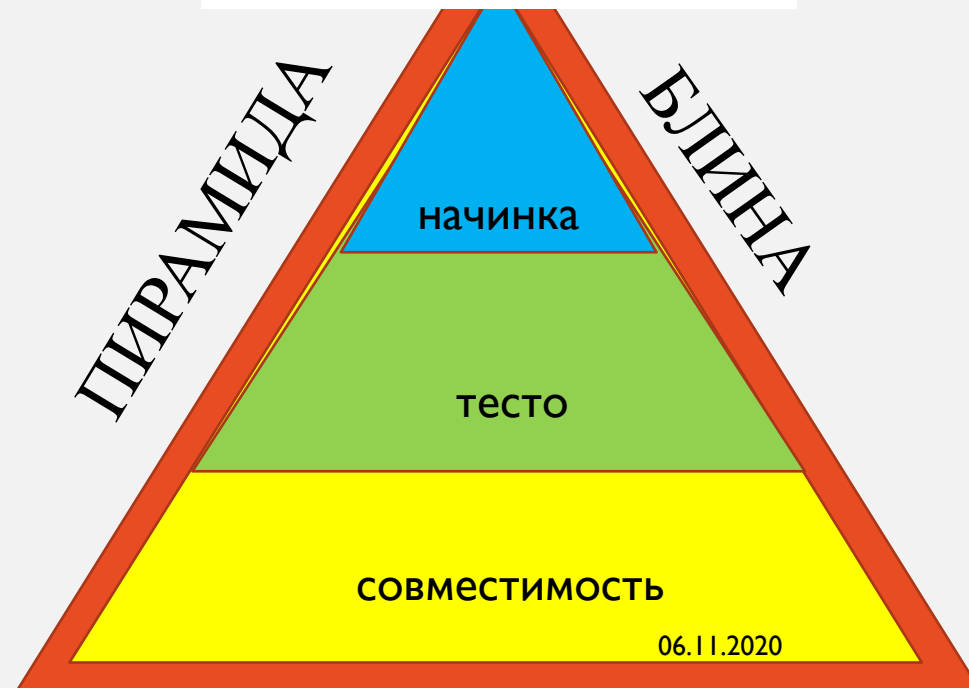 ПИРАМИДА
БЛИНА
начинка
тесто
совместимость
06.11.2020